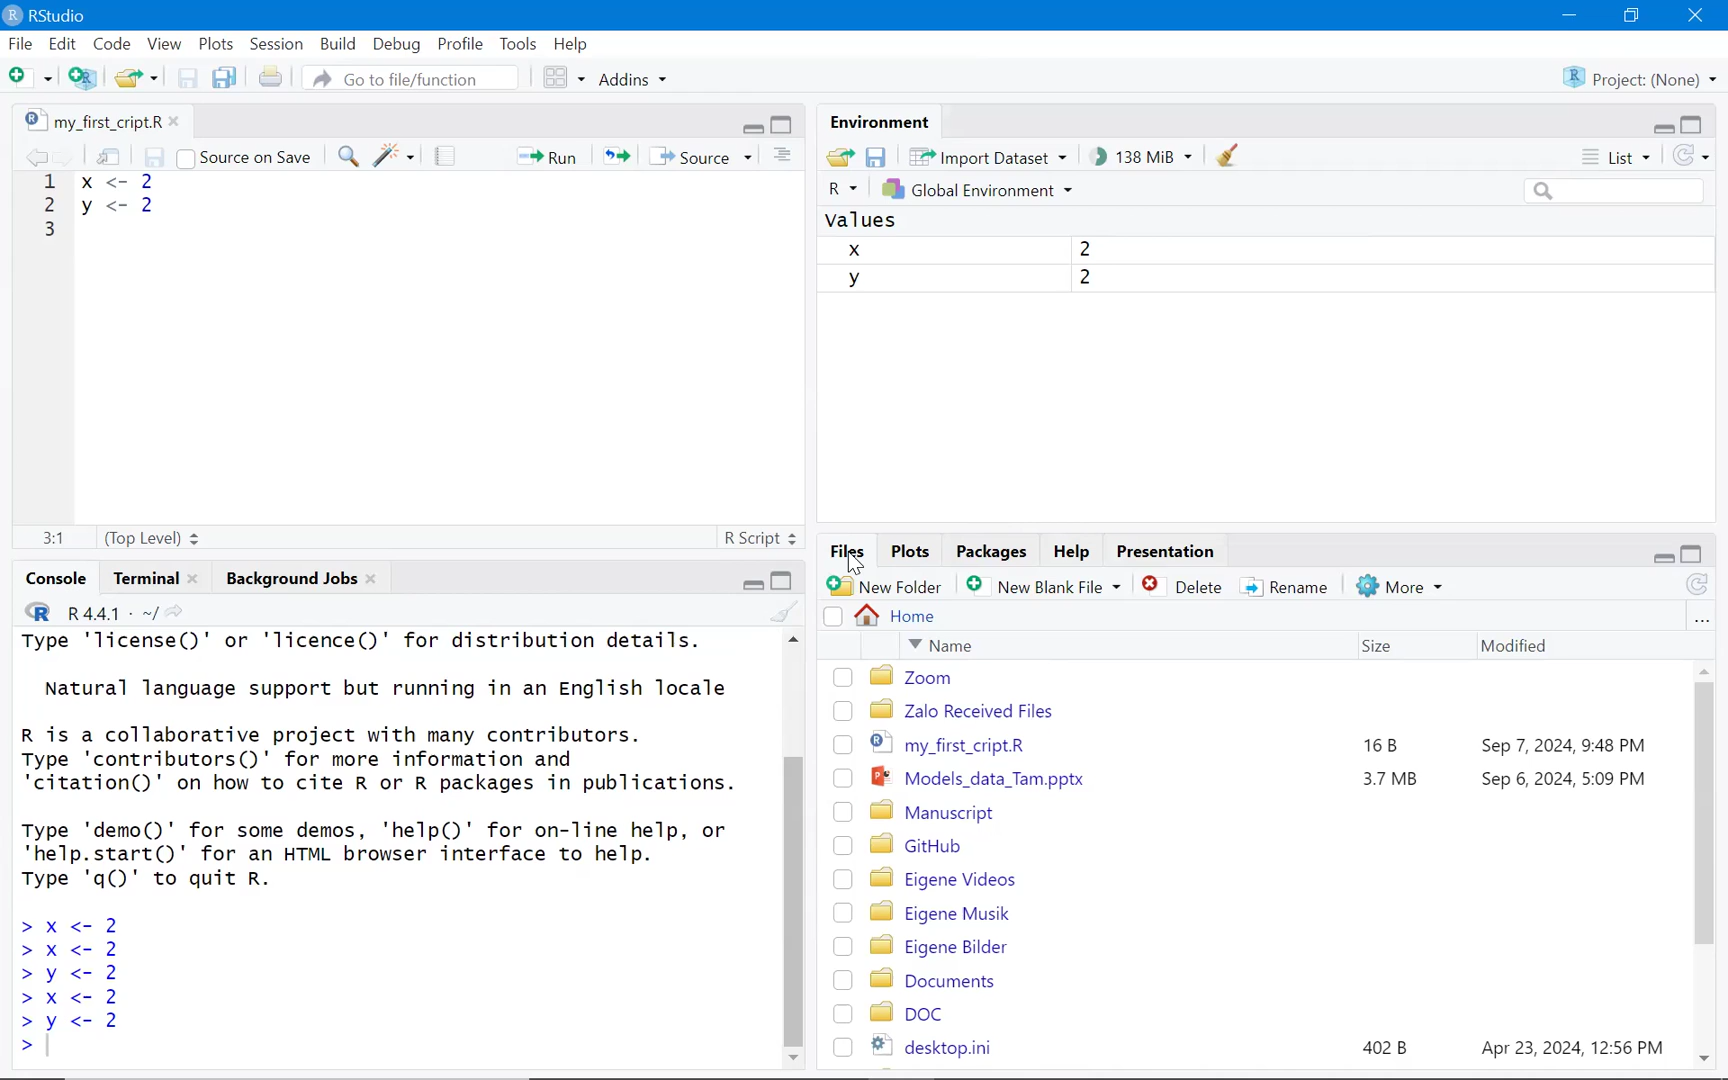 RStudio
File Edit Code View Plots Session Build Debug Profile Tools Help
Go to file/function Addins Project: (None)
my_first_cript.R
Source on Save Run Source
1 x <- 2
2 y <- 2
3
3:1 (Top Level) R Script
Console Terminal Background Jobs
R 4.4.1 · ~/
Type 'license()' or 'licence()' for distribution details.
Natural language support but running in an English locale
R is a collaborative project with many contributors.
Type 'contributors()' for more information and
'citation()' on how to cite R or R packages in publications.
Type 'demo()' for some demos, 'help()' for on-line help, or
'help.start()' for an HTML browser interface to help.
Type 'q()' to quit R.
> x <- 2
> x <- 2
> y <- 2
> x <- 2
> y <- 2
>
Environment
Import Dataset 138 MiB List
R Global Environment
Values
x 2
y 2
Files Plots Packages Help Presentation
New Folder New Blank File Delete Rename More
Home ...
Name Size Modified
Zoom
Zalo Received Files
my_first_cript.R 16 B Sep 7, 2024, 9:48 PM
Models_data_Tam.pptx 3.7 MB Sep 6, 2024, 5:09 PM
Manuscript
GitHub
Eigene Videos
Eigene Musik
Eigene Bilder
Documents
DOC
desktop.ini 402 B Apr 23, 2024, 12:56 PM